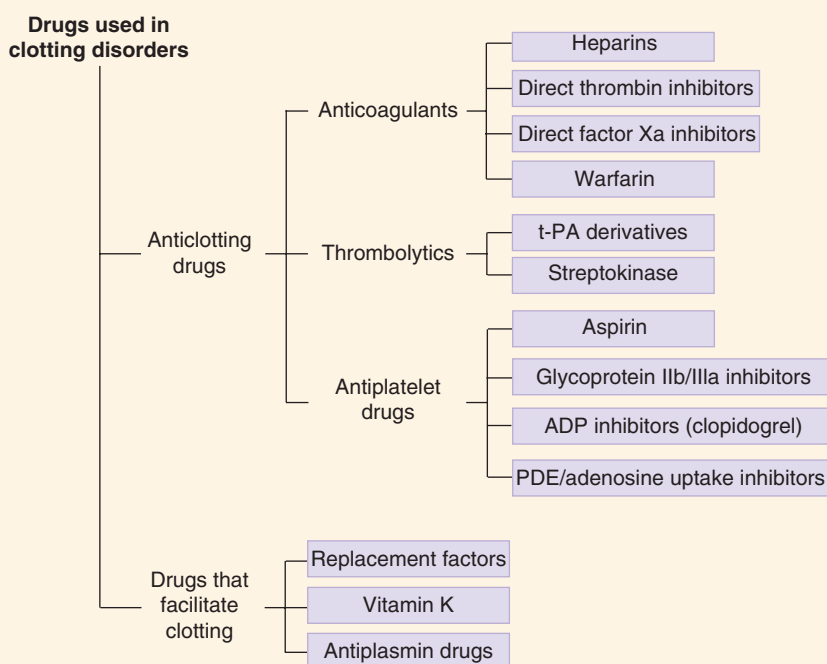 Drugs used in
clotting disorders
Anticlotting
drugs
Anticoagulants
Heparins
Direct thrombin inhibitors
Direct factor Xa inhibitors
Warfarin
Thrombolytics
t-PA derivatives
Streptokinase
Antiplatelet
drugs
Aspirin
Glycoprotein IIb/IIIa inhibitors
ADP inhibitors (clopidogrel)
PDE/adenosine uptake inhibitors
Drugs that
facilitate
clotting
Replacement factors
Vitamin K
Antiplasmin drugs